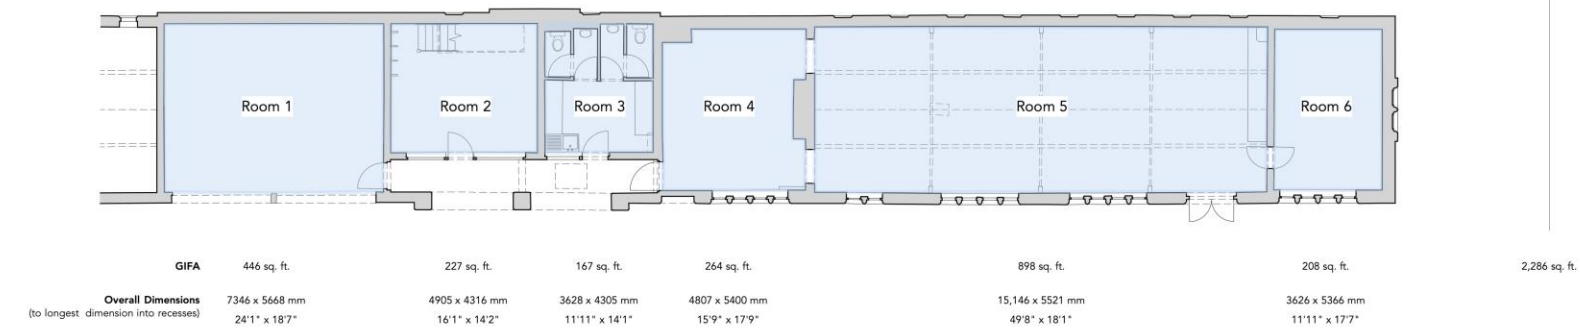 Room 1 Room 2 Room 3 Room 4 Room 5 Room 6
GIFA 446 sq. ft. 227 sq. ft. 167 sq. ft. 264 sq. ft. 898 sq. ft. 208 sq. ft. 2,286 sq. ft.
Overall Dimensions 7346 x 5668 mm 4905 x 4316 mm 3628 x 4305 mm 4807 x 5400 mm 15,146 x 5521 mm 3626 x 5366 mm
(to longest dimension into recesses)
24'1" x 18'7" 16'1" x 14'2" 11'11" x 14'1" 15'9" x 17'9" 49'8" x 18'1" 11'11" x 17'7"